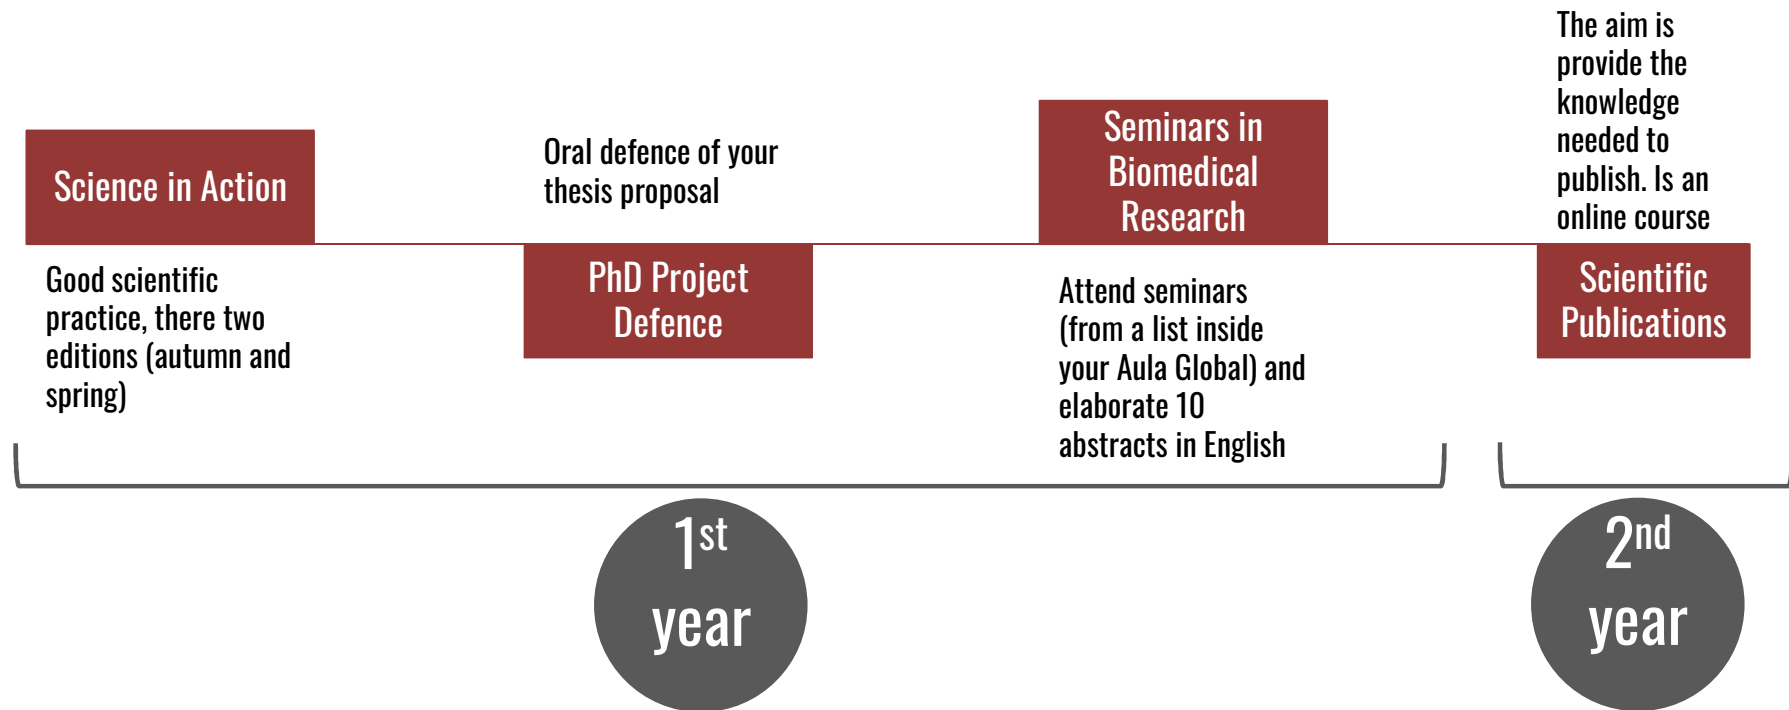 Science in Action
Good scientific
practice, there two
editions (autumn and
spring)
Oral defence of your
thesis proposal
PhD Project
Defence
Seminars in
Biomedical
Research
Attend seminars
(from a list inside
your Aula Global) and
elaborate 10
abstracts in English
The aim is
provide the
knowledge
needed to
publish. Is an
online course
Scientific
Publications
1st
year
2nd
year